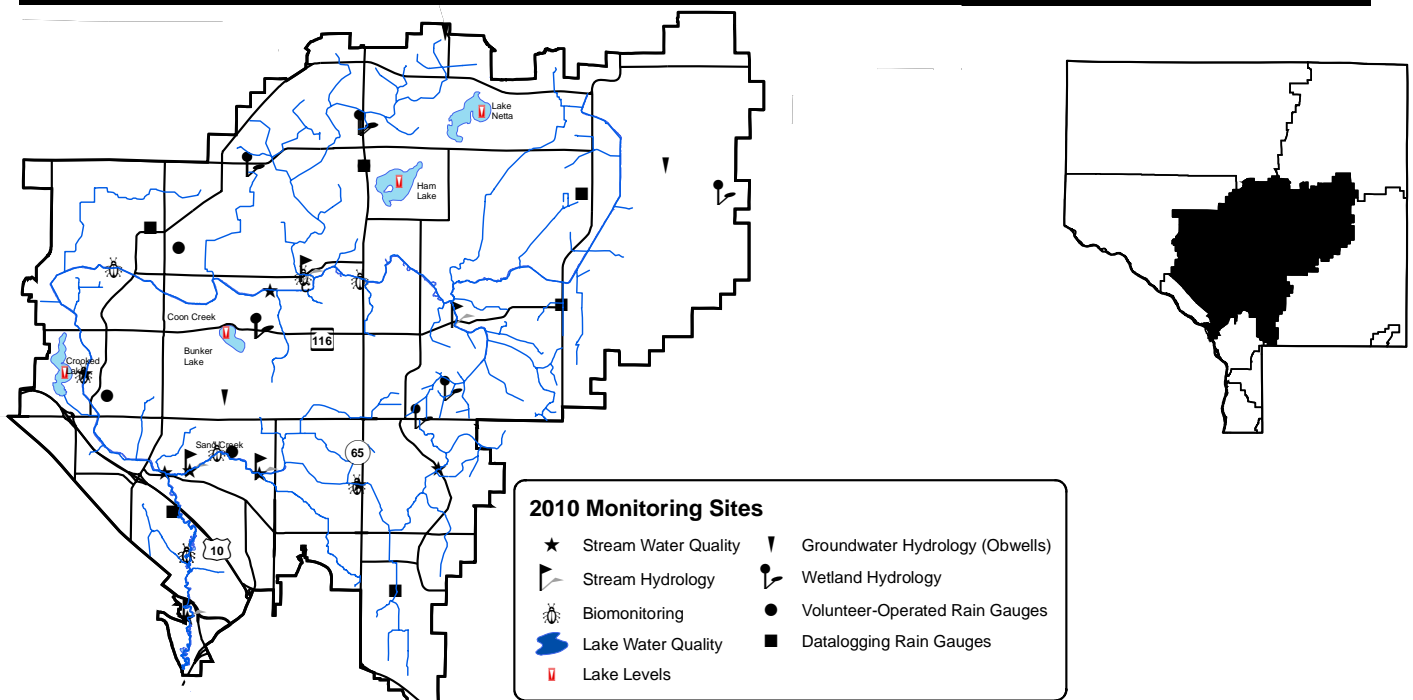 Lake
Netta
Ham
Lake
Coon Creek
Bunker
Lake
116
Crooked
Lake
Sand Creek
65
10
2010 Monitoring Sites
Stream Water Quality
Groundwater Hydrology (Obwells)
Stream Hydrology
Wetland Hydrology
Biomonitoring
Volunteer-Operated Rain Gauges
Lake Water Quality
Datalogging Rain Gauges
Lake Levels